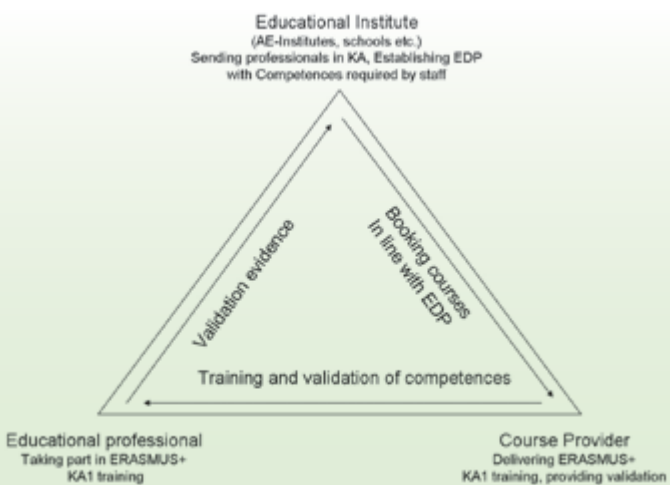 Educational Institute
(AE-Institutes, schools etc.)
Sending professionals in KA, Establishing EDP
with Competences required by staff
Validation evidence
Booking courses
In line with EDP
Training and validation of competences
Educational professional
Taking part in ERASMUS+
KA1 training
Course Provider
Delivering ERASMUS+
KA1 training, providing validation